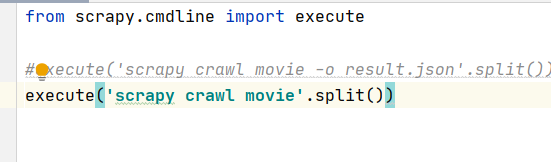 from scrapy.cmdline import execute
#execute('scrapy crawl movie -o result.json'.split())
execute('scrapy crawl movie'.split())